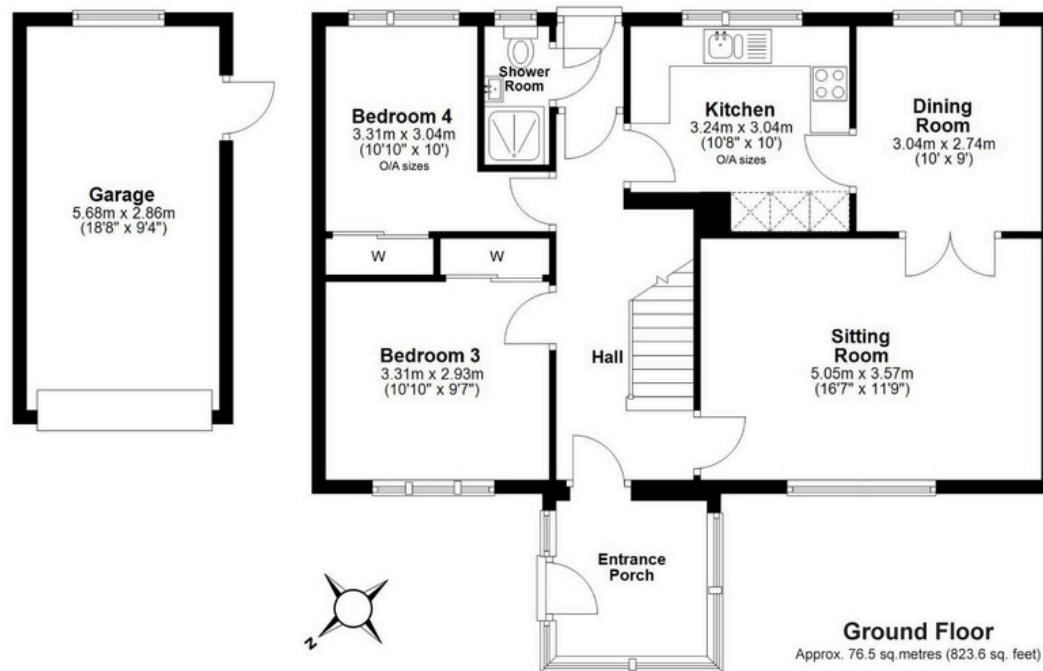 Garage
5.68m x 2.86m
(18'8" x 9'4")
Bedroom 4
3.31m x 3.04m
(10'10" x 10')
O/A sizes
Shower
Room
Kitchen
3.24m x 3.04m
(10'8" x 10')
O/A sizes
Dining
Room
3.04m x 2.74m
(10' x 9')
W
W
Bedroom 3
3.31m x 2.93m
(10'10" x 9'7")
Hall
Sitting
Room
5.05m x 3.57m
(16'7" x 11'9")
Entrance
Porch
N
Ground Floor
Approx. 76.5 sq.metres (823.6 sq. feet)